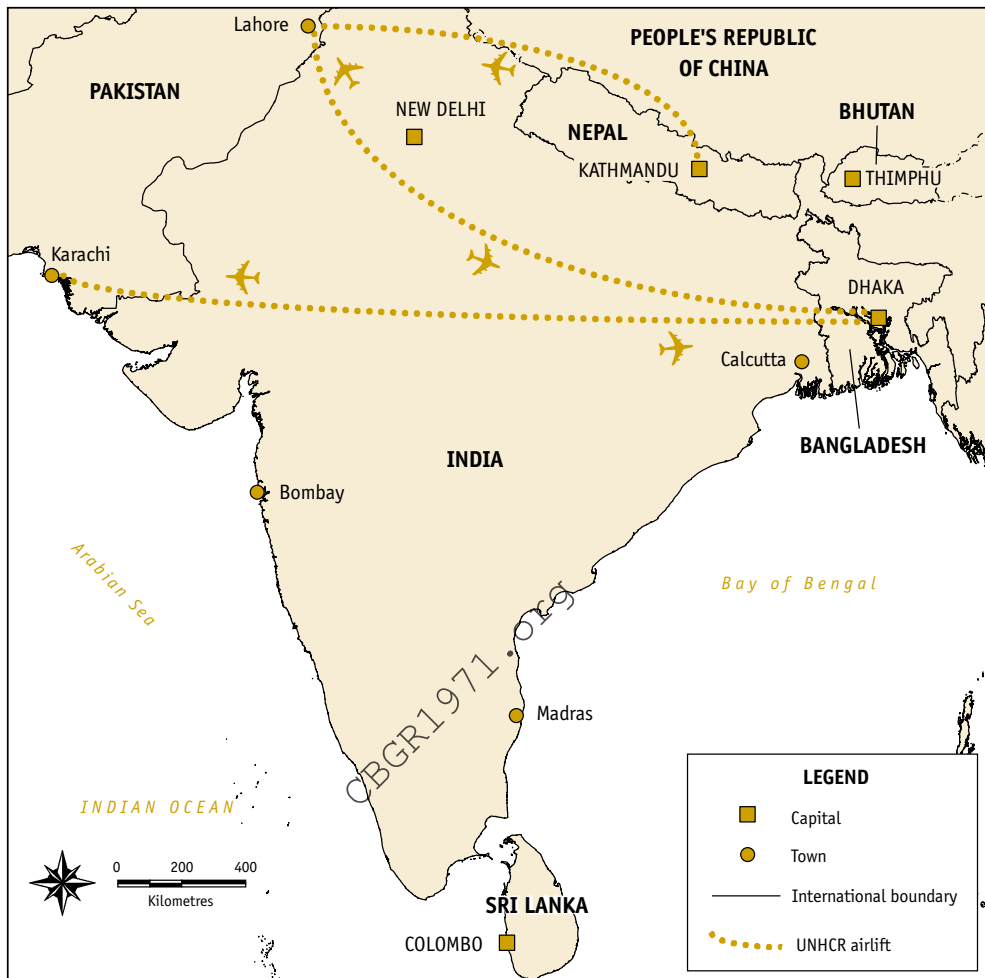 Lahore
PEOPLE'S REPUBLIC
OF CHINA
PAKISTAN
NEW DELHI
NEPAL
BHUTAN
KATHMANDU
THIMPHU
Karachi
DHAKA
Calcutta
BANGLADESH
INDIA
Bombay
Arabian Sea
Bay of Bengal
CBGR1971.org
Madras
INDIAN OCEAN
0 200 400
Kilometres
SRI LANKA
COLOMBO
LEGEND
Capital
Town
International boundary
UNHCR airlift